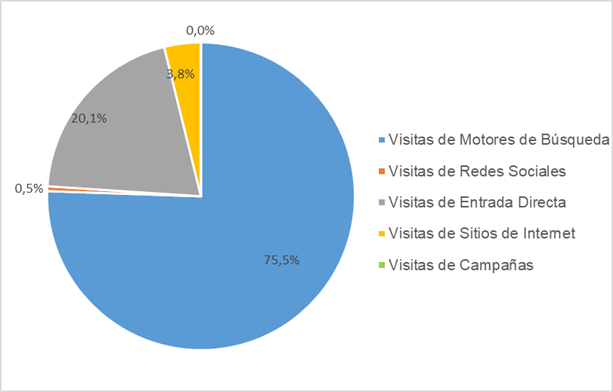 0,0%
3,8%
20,1%
0,5%
75,5%
Visitas de Motores de Búsqueda
Visitas de Redes Sociales
Visitas de Entrada Directa
Visitas de Sitios de Internet
Visitas de Campañas